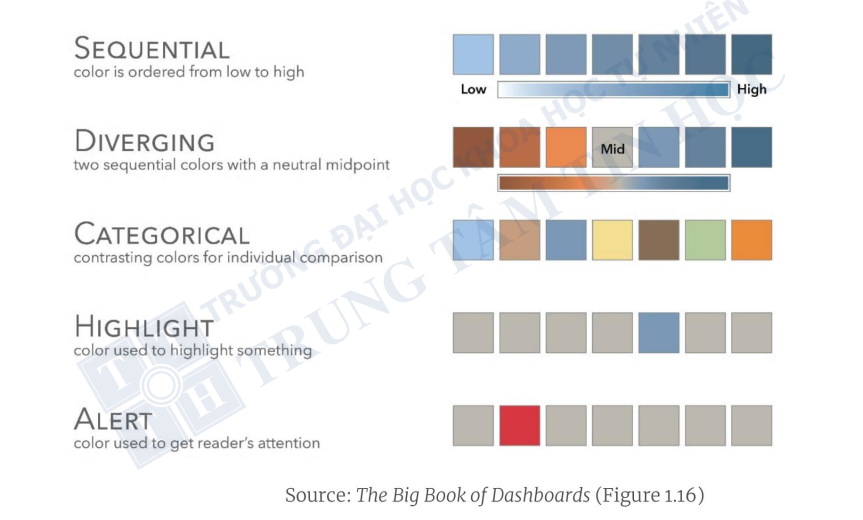 SEQUENTIAL
color is ordered from low to high
Low
High
DIVERGING
two sequential colors with a neutral midpoint
Mid
CATEGORICAL
contrasting colors for individual comparison
HIGHLIGHT
color used to highlight something
ALERT
color used to get reader's attention
TRƯỜNG ĐẠI HỌC KHOA HỌC TỰ NHIÊN
TRUNG TÂM TIN HỌC
T
T
H
Source: The Big Book of Dashboards (Figure 1.16)